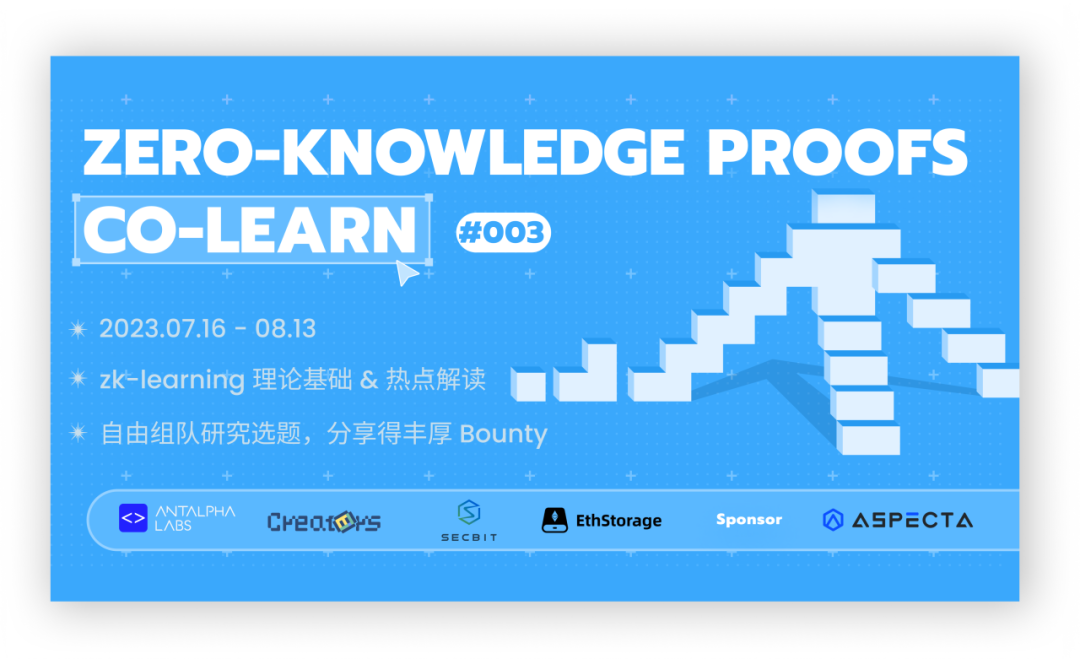 ZERO-KNOWLEDGE PROOFS
CO-LEARN #003
2023.07.16 - 08.13
zk-learning 理论基础 & 热点解读
自由组队研究选题，分享得丰厚 Bounty
<> ANTALPHA LABS
Creators
SECBIT
EthStorage
Sponsor
ASPECTA